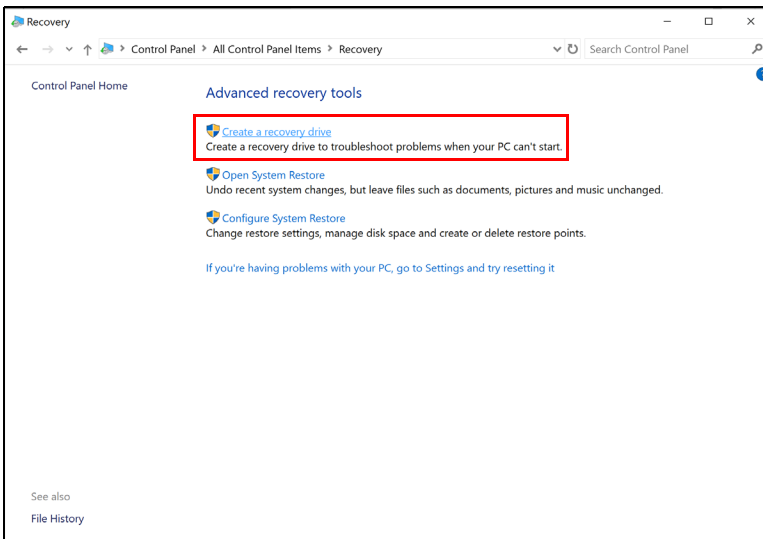 Recovery
Control Panel > All Control Panel Items > Recovery
Search Control Panel
Control Panel Home
Advanced recovery tools
Create a recovery drive
Create a recovery drive to troubleshoot problems when your PC can't start.
Open System Restore
Undo recent system changes, but leave files such as documents, pictures and music unchanged.
Configure System Restore
Change restore settings, manage disk space and create or delete restore points.
If you're having problems with your PC, go to Settings and try resetting it
See also
File History